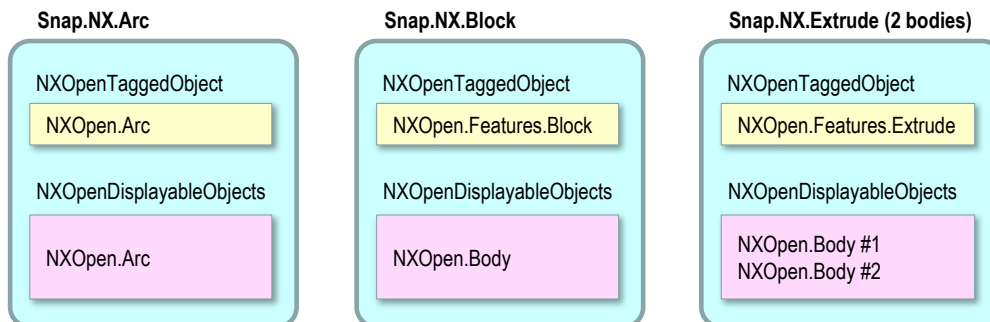 Snap.NX.Arc
NXOpenTaggedObject
NXOpen.Arc
NXOpenDisplayableObjects
NXOpen.Arc
Snap.NX.Block
NXOpenTaggedObject
NXOpen.Features.Block
NXOpenDisplayableObjects
NXOpen.Body
Snap.NX.Extrude (2 bodies)
NXOpenTaggedObject
NXOpen.Features.Extrude
NXOpenDisplayableObjects
NXOpen.Body #1
NXOpen.Body #2